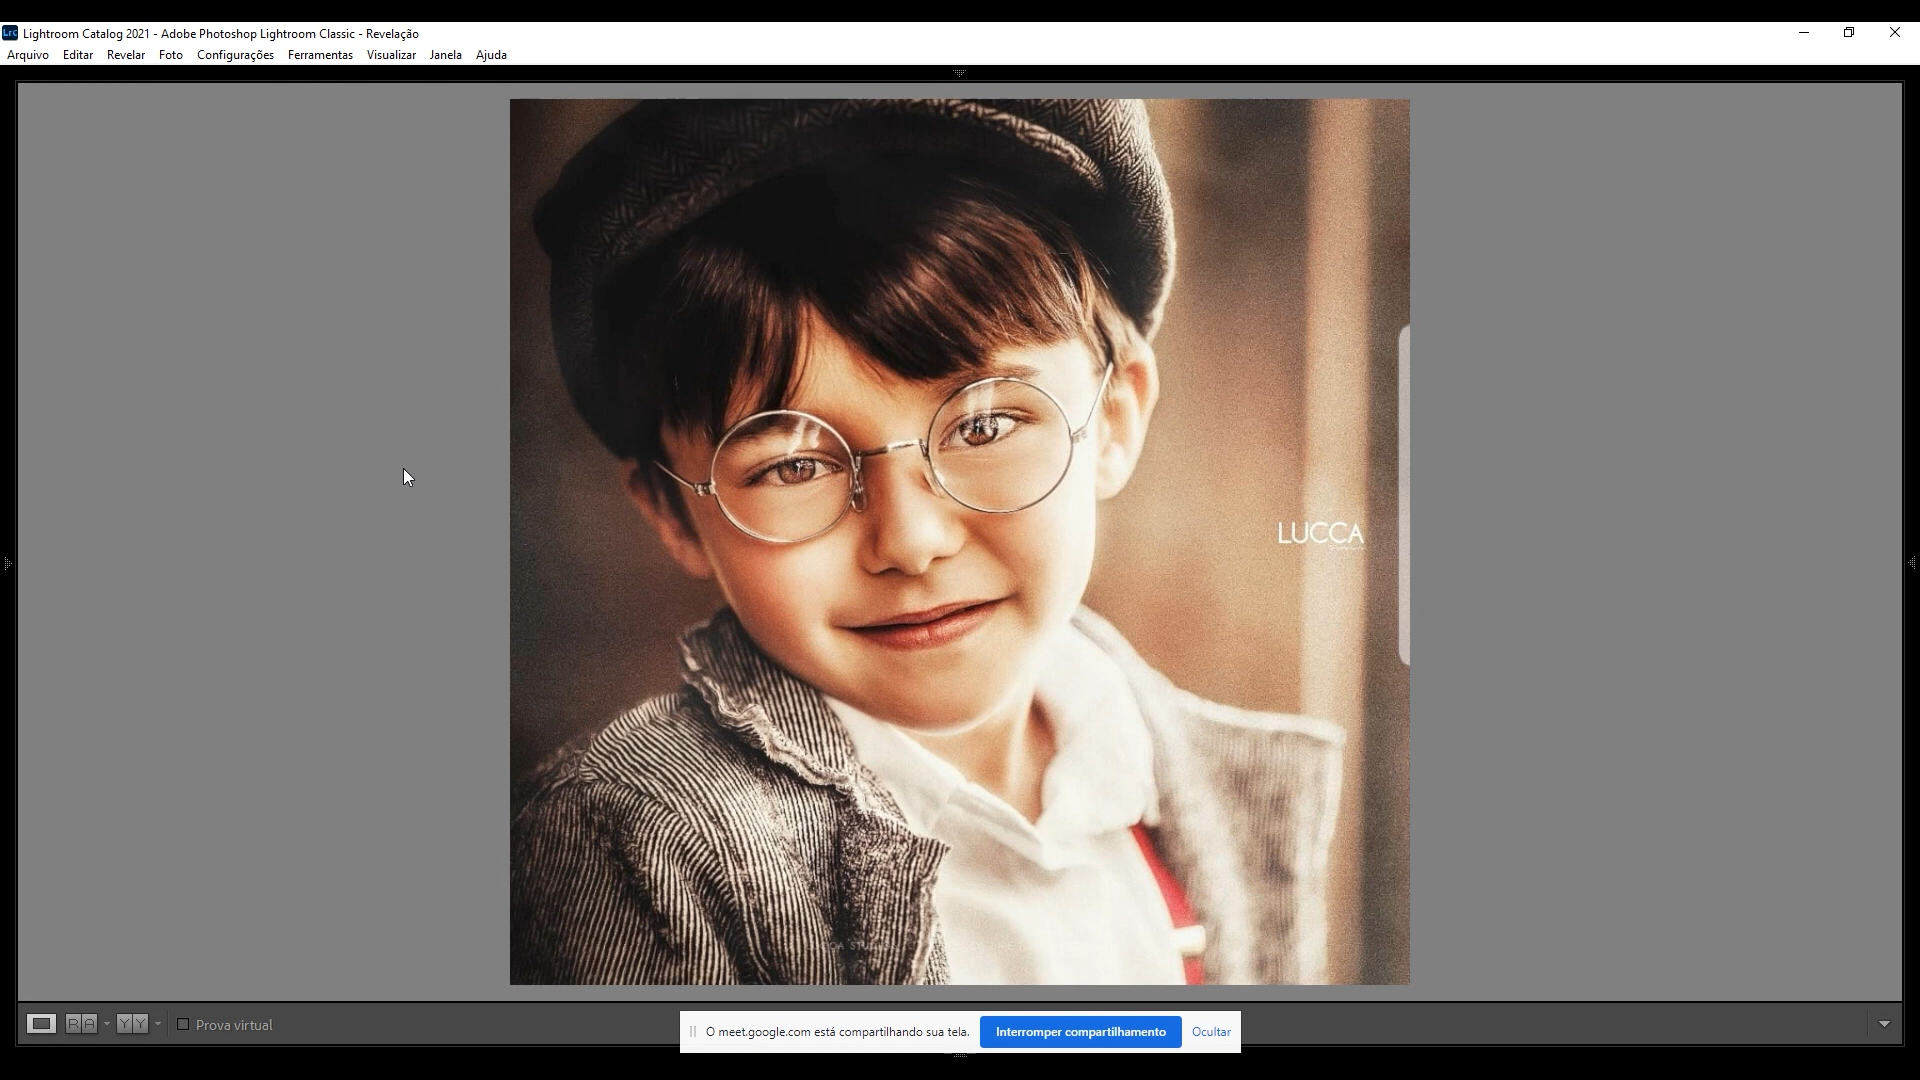 Lrc Lightroom Catalog 2021 - Adobe Photoshop Lightroom Classic - Revelação
Arquivo Editar Revelar Foto Configurações Ferramentas Visualizar Janela Ajuda
LUCCA
R A Y Y Prova virtual
O meet.google.com está compartilhando sua tela. Interromper compartilhamento Ocultar